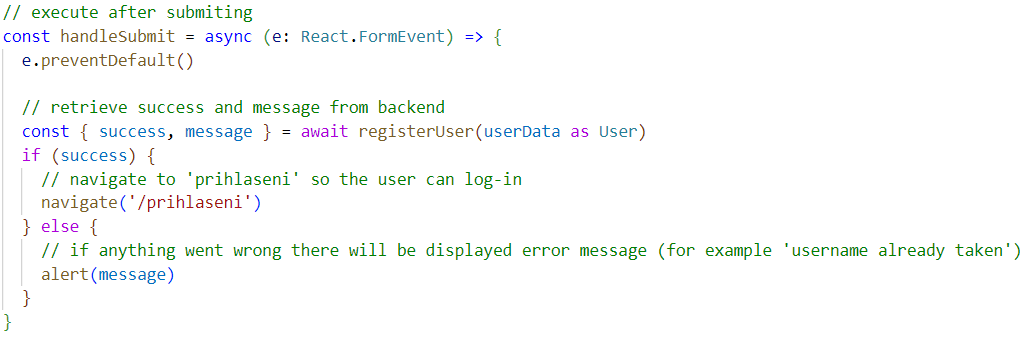 // execute after submiting
const handleSubmit = async (e: React.FormEvent) => {
e.preventDefault()
// retrieve success and message from backend
const { success, message } = await registerUser(userData as User)
if (success) {
// navigate to 'prihlaseni' so the user can log-in
navigate('/prihlaseni')
} else {
// if anything went wrong there will be displayed error message (for example 'username already taken')
alert(message)
}
}